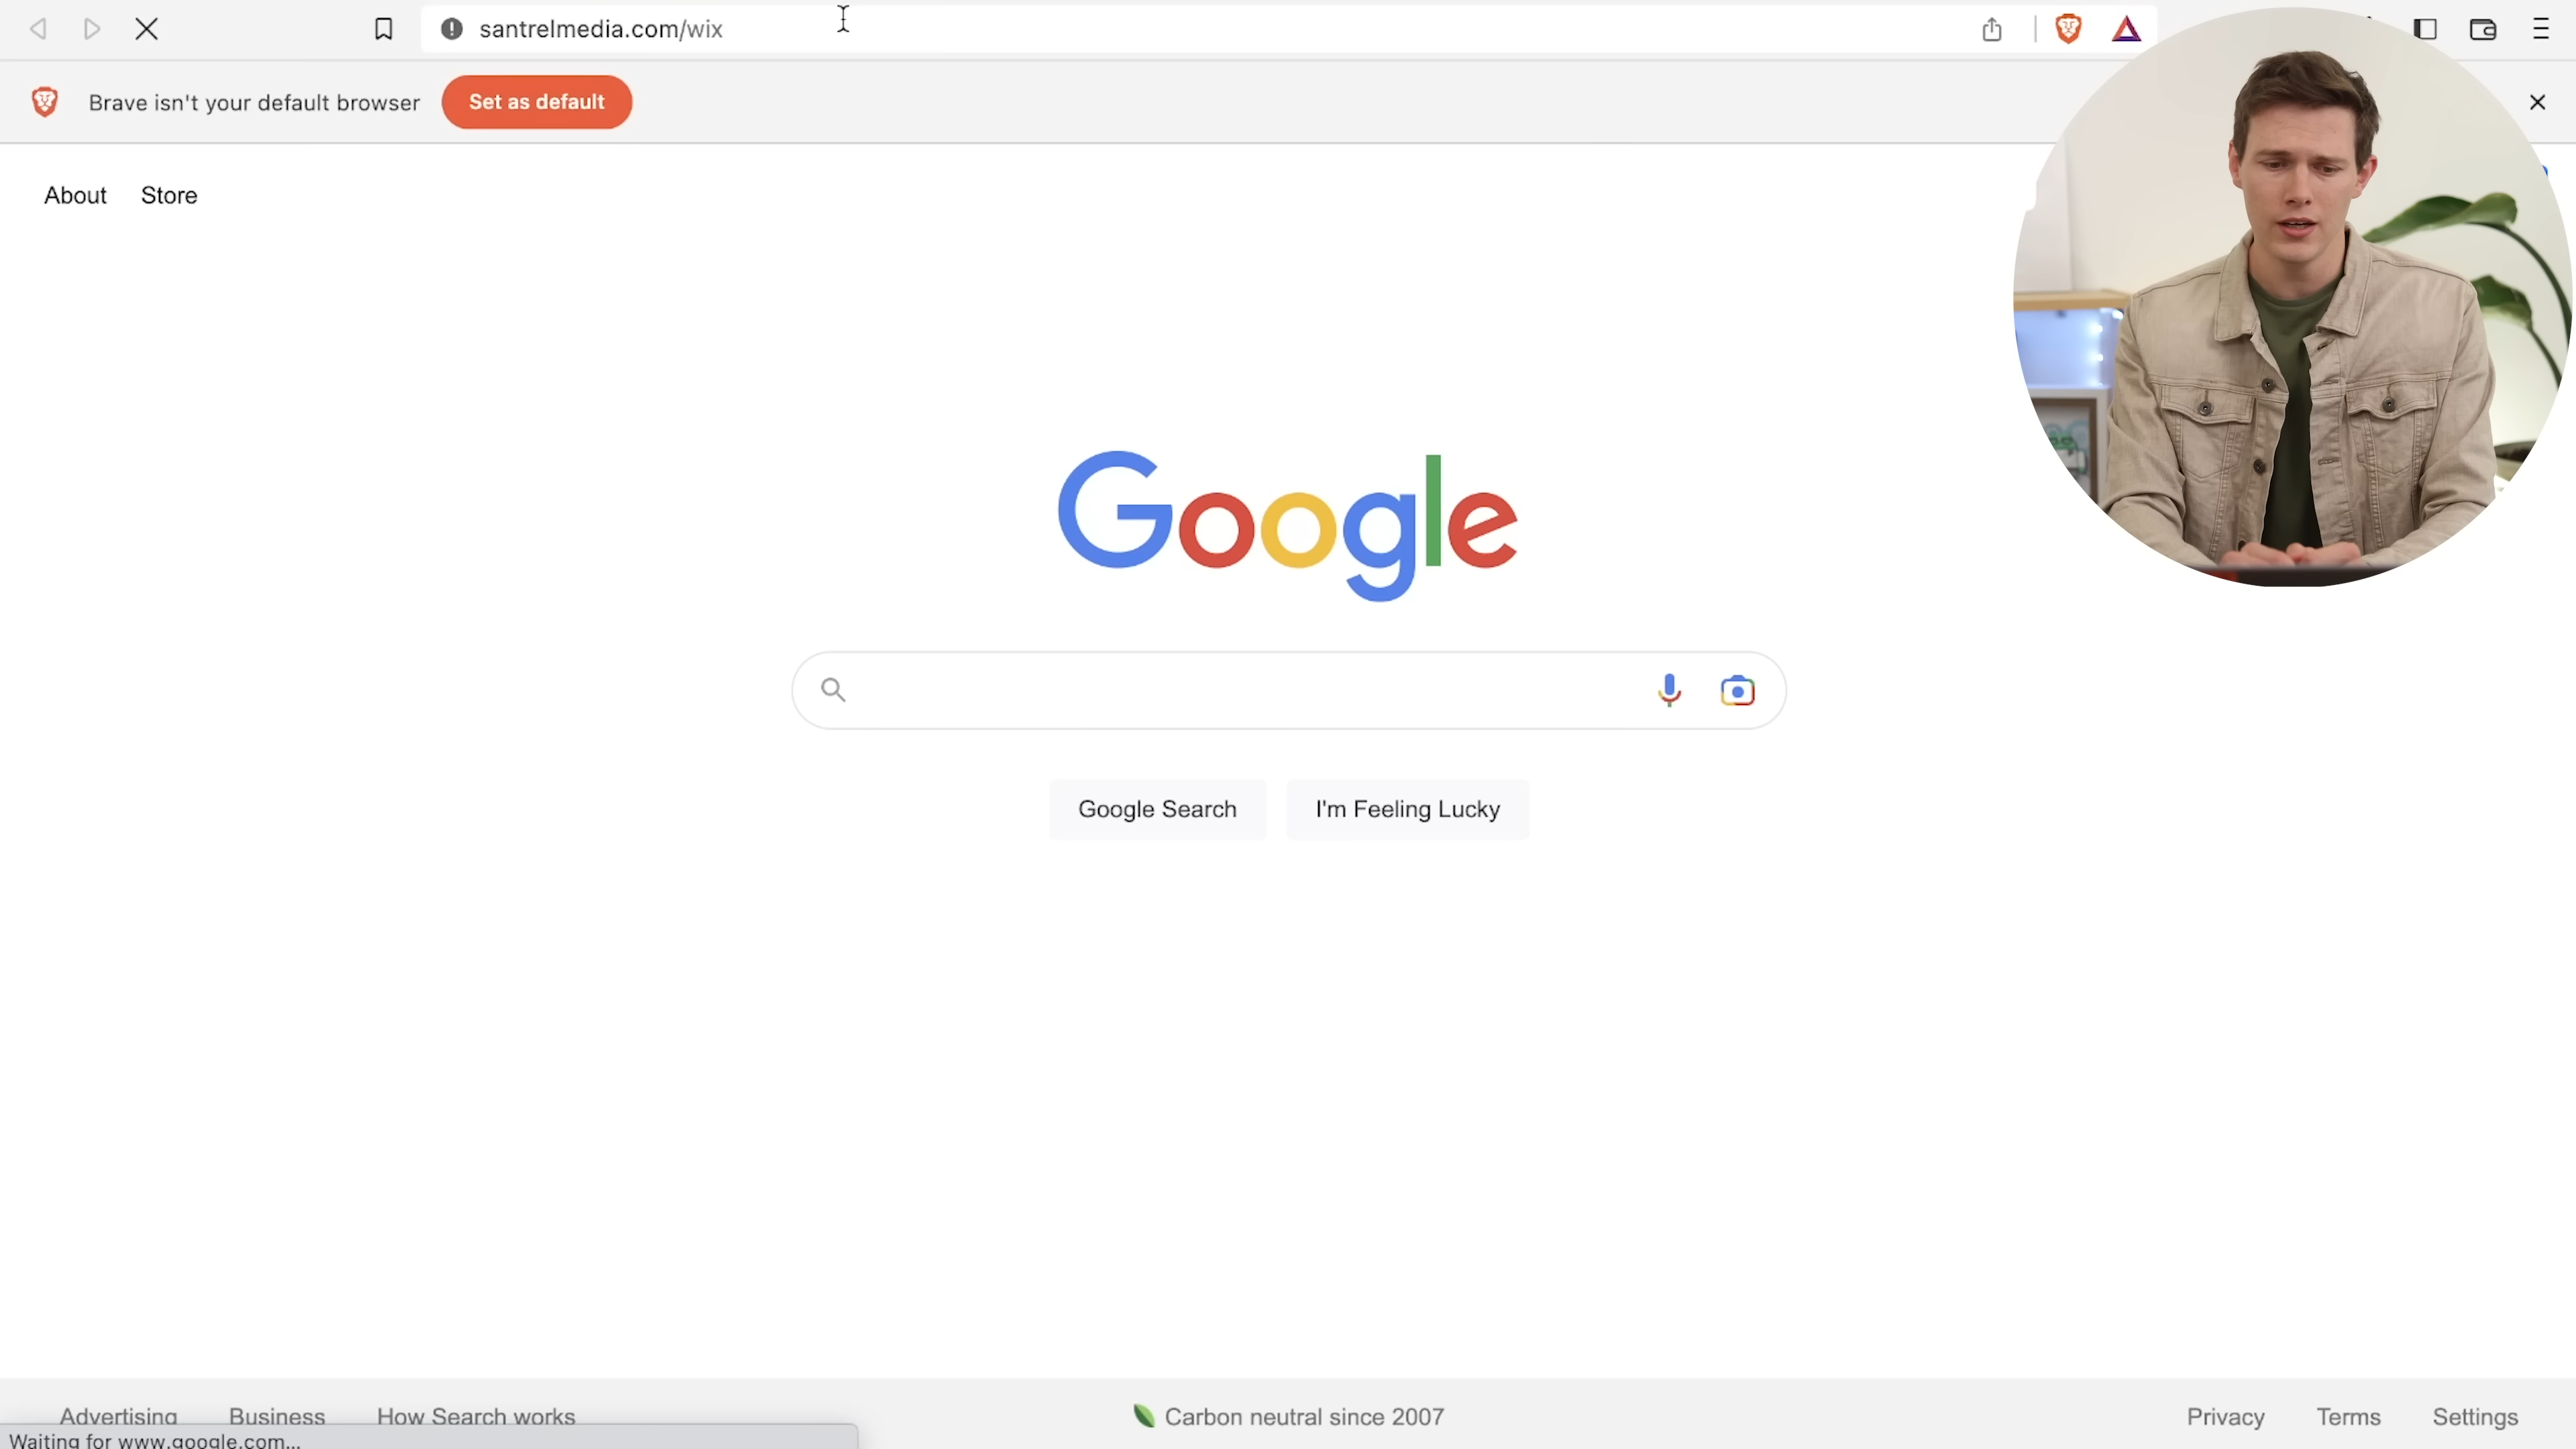 santrelmedia.com/wix
Brave isn't your default browser
Set as default
About Store
Google
Google Search
I'm Feeling Lucky
Carbon neutral since 2007
Advertising Business How Search works
Privacy Terms Settings
Waiting for www.google.com...